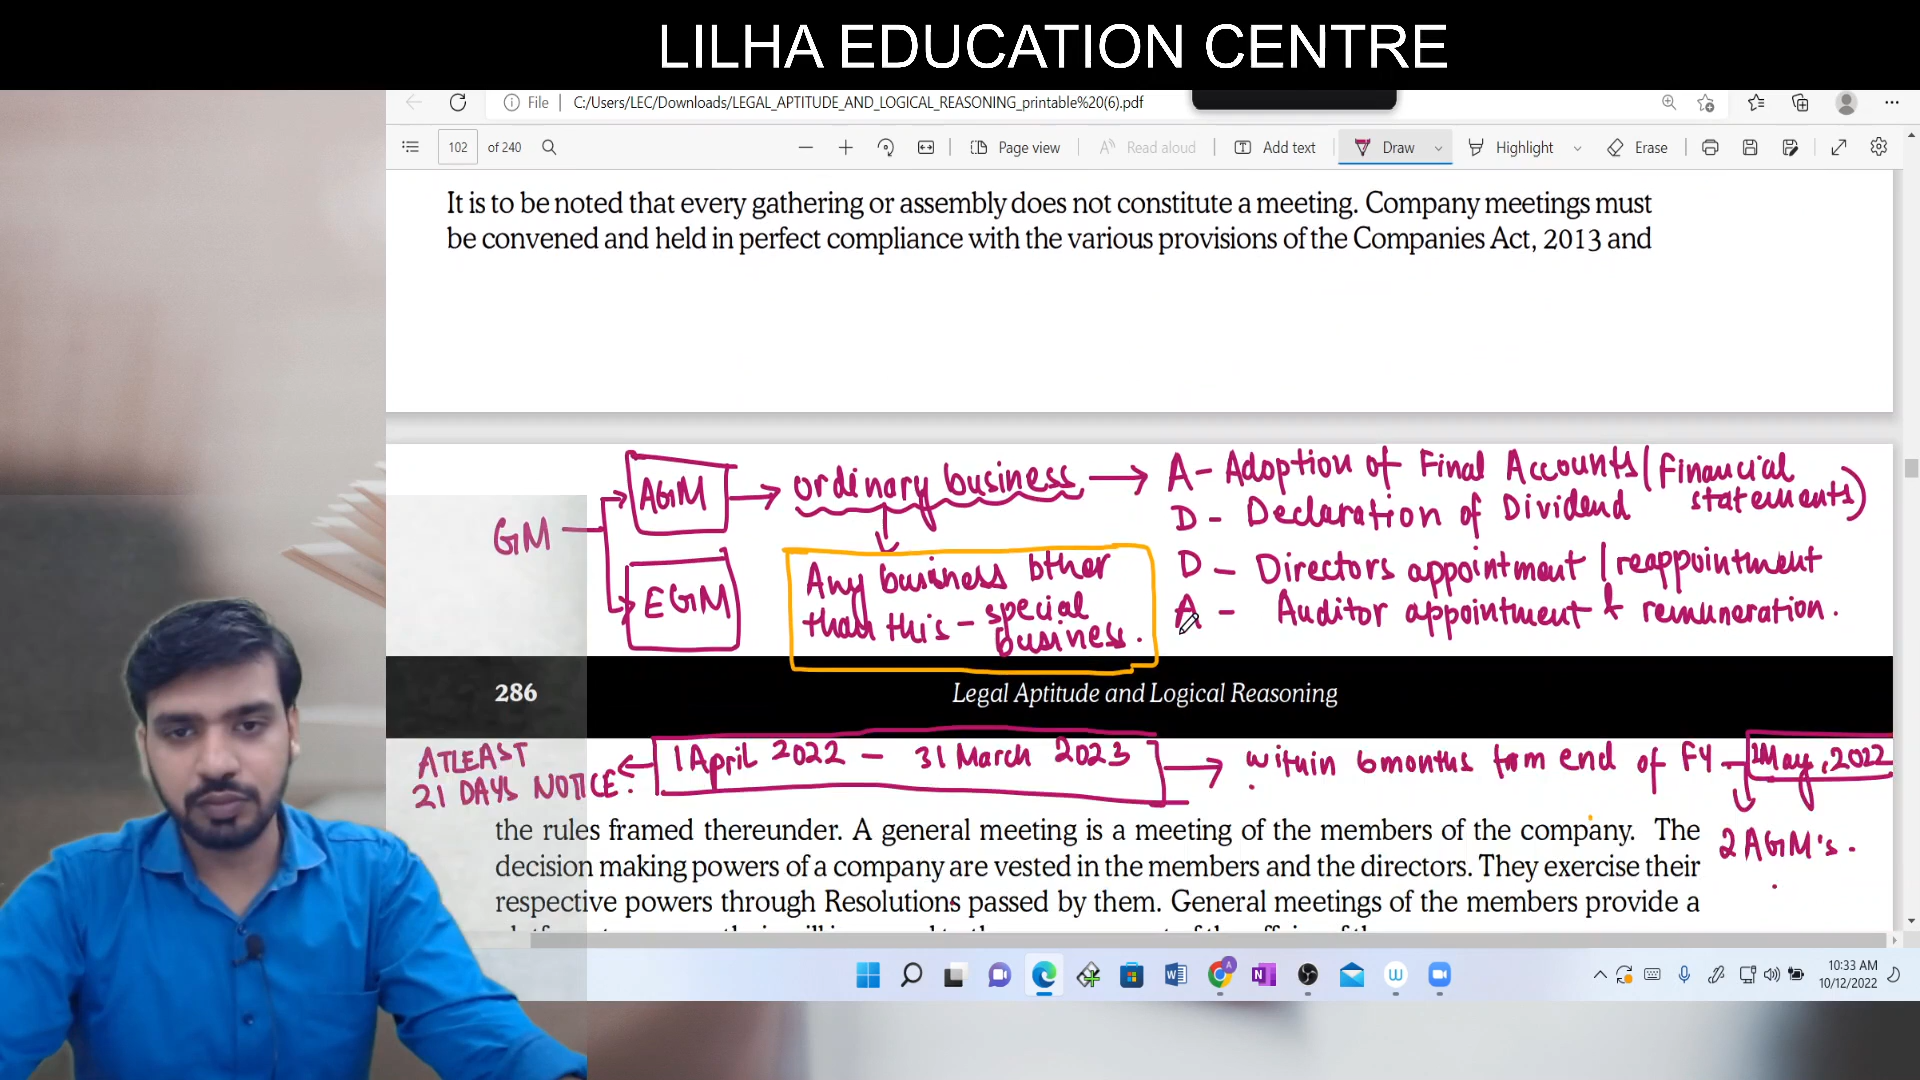 LILHA EDUCATION CENTRE
File | C:/Users/LEC/Downloads/LEGAL_APTITUDE_AND_LOGICAL_REASONING_printable%20(6).pdf
102 of 240 Page view Read aloud Add text Draw Highlight Erase
It is to be noted that every gathering or assembly does not constitute a meeting. Company meetings must
be convened and held in perfect compliance with the various provisions of the Companies Act, 2013 and
GM
AGM
EGM
ordinary business
Any business other
than this - special
business.
A - Adoption of Final Accounts (Financial
statements)
D - Declaration of Dividend
D - Directors appointment / reappointment
A - Auditor appointment & remuneration.
286 Legal Aptitude and Logical Reasoning
ATLEAST
21 DAYS NOTICE.
1 April 2022 - 31 March 2023
within 6 months from end of FY - May, 2022
2 AGM's.
the rules framed thereunder. A general meeting is a meeting of the members of the company. The
decision making powers of a company are vested in the members and the directors. They exercise their
respective powers through Resolutions passed by them. General meetings of the members provide a
10:33 AM
10/12/2022